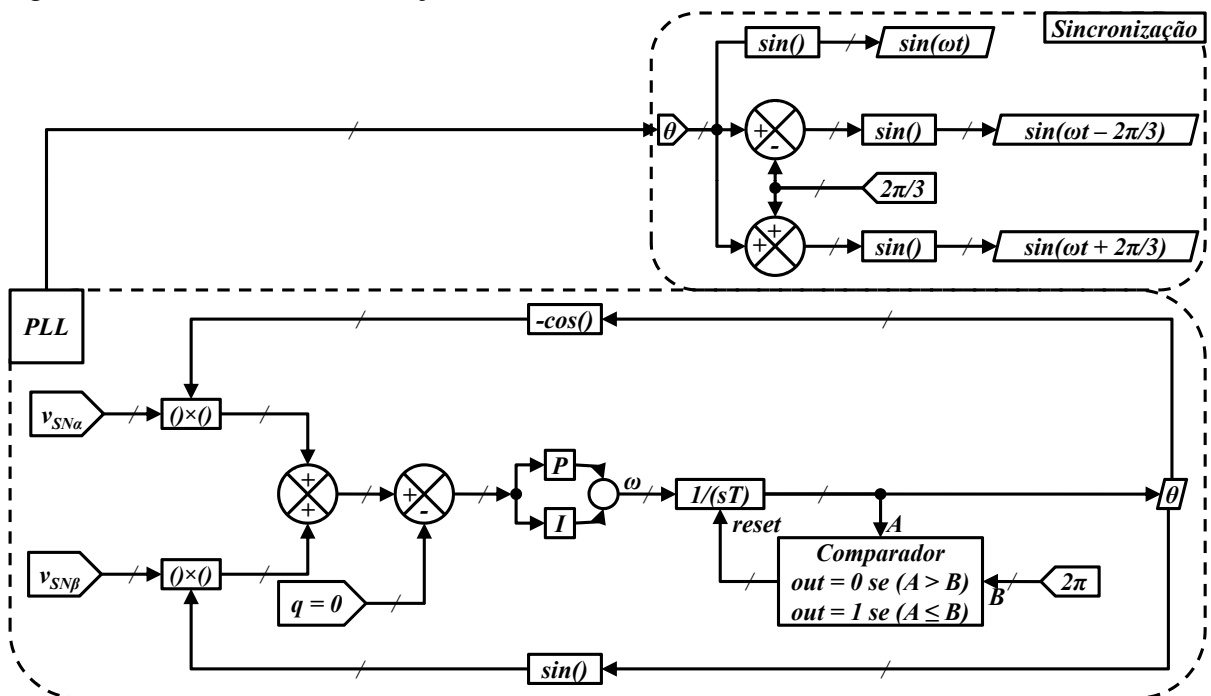 Sincronização
sin()
sin(ωt)
θ
+
-
sin()
sin(ωt – 2π/3)
2π/3
+
+
sin()
sin(ωt + 2π/3)
PLL
-cos()
vSNα
()×()
+
+
+
-
P
I
ω
1/(sT)
reset
θ
A
Comparador
out = 0 se (A > B)
out = 1 se (A ≤ B)
B
2π
vSNβ
()×()
q = 0
sin()